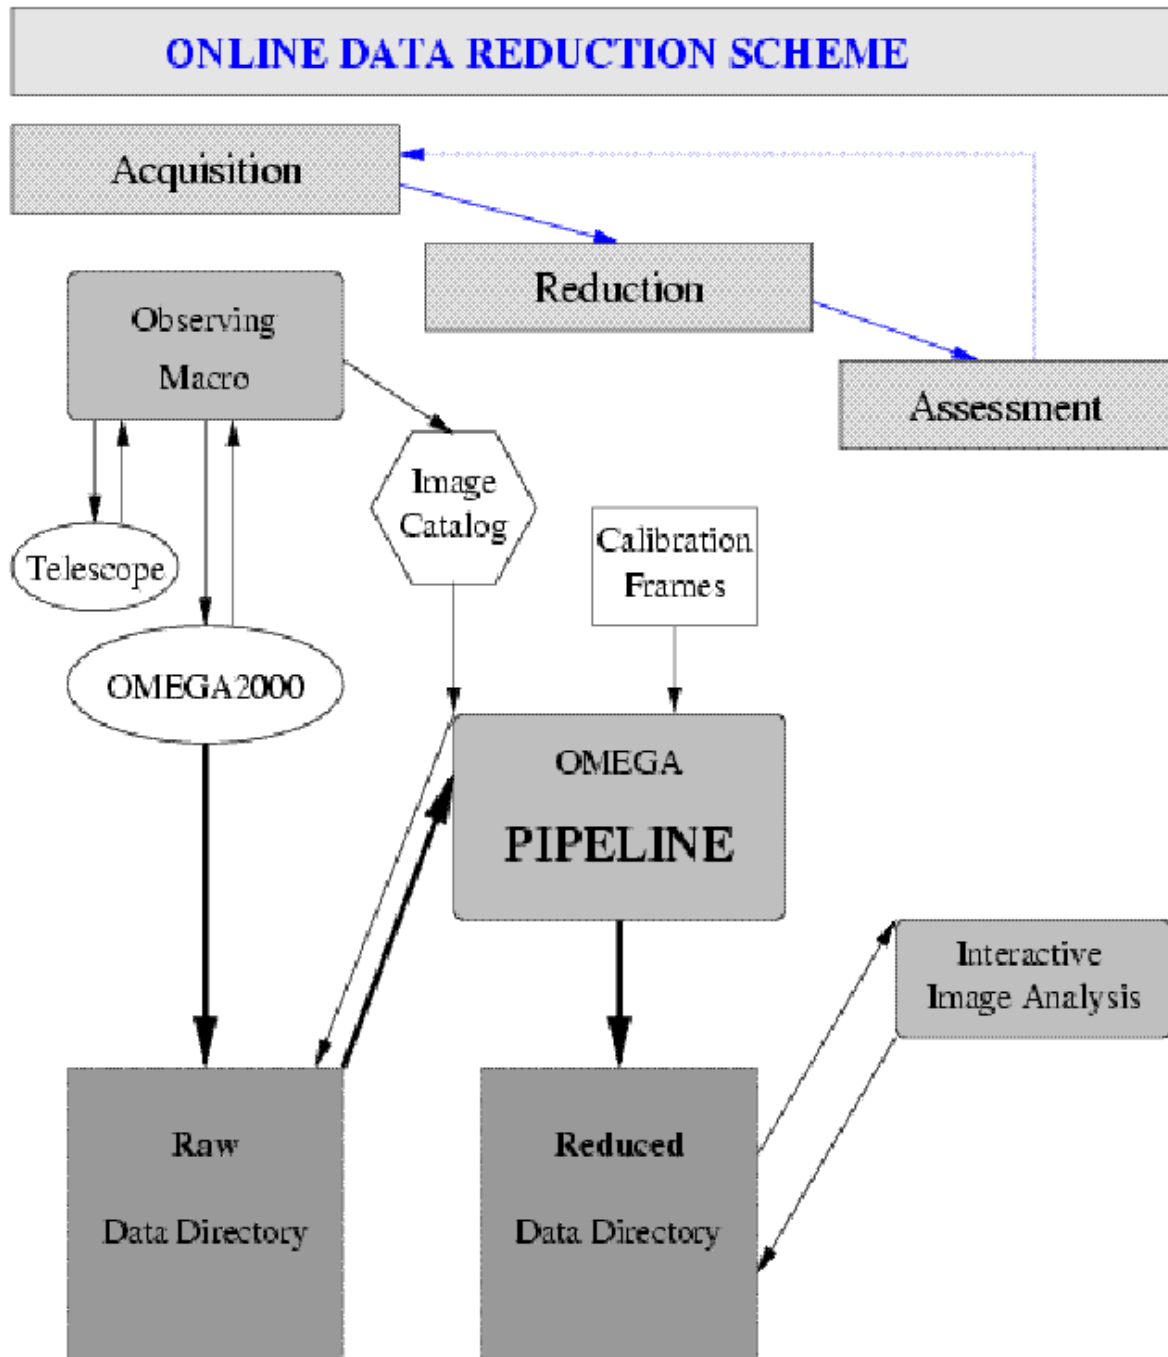 ONLINE DATA REDUCTION SCHEME
Acquisition
Reduction
Assessment
Observing
Macro
Telescope
OMEGA2000
Image
Catalog
Calibration
Frames
OMEGA
PIPELINE
Interactive
Image Analysis
Raw
Data Directory
Reduced
Data Directory